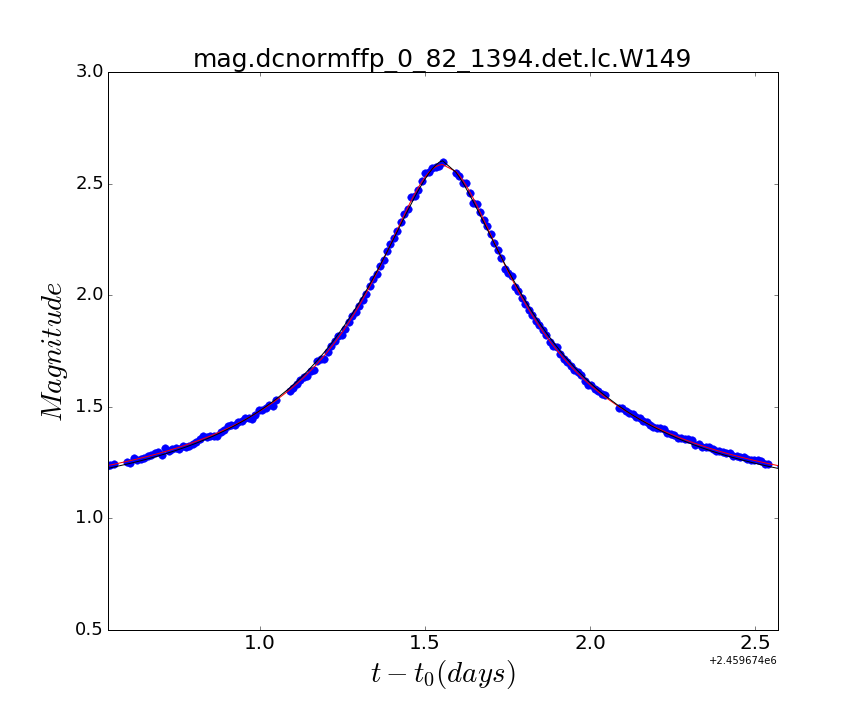 mag.dcnormffp_0_82_1394.det.lc.W149
3.0
2.5
2.0
1.5
1.0
0.5
Magnitude
1.0 1.5 2.0 2.5
+2.459674e6
t − t₀(days)